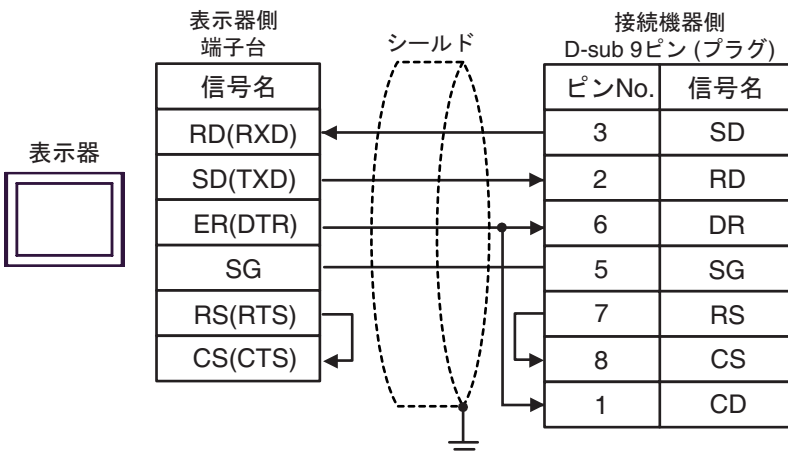 表示器側
端子台
シールド
接続機器側
D-sub 9ピン (プラグ)
信号名
ピンNo. 信号名
表示器
RD(RXD) 3 SD
SD(TXD) 2 RD
ER(DTR) 6 DR
SG 5 SG
RS(RTS) 7 RS
CS(CTS) 8 CS
1 CD